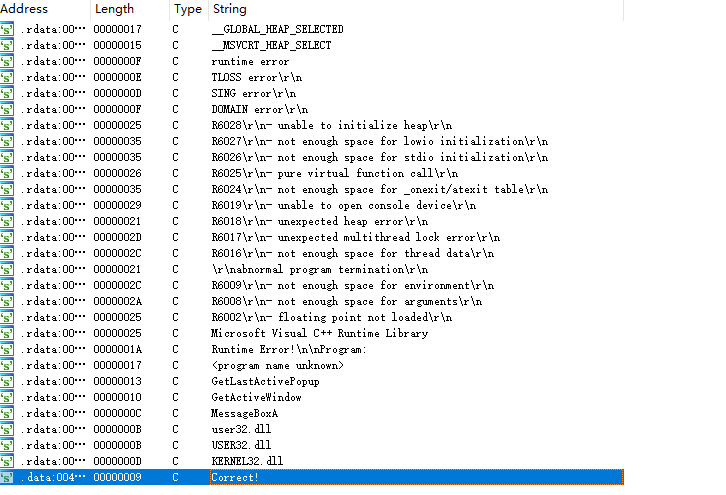 Address Length Type String
's' .rdata:00… 00000017 C __GLOBAL_HEAP_SELECTED
's' .rdata:00… 00000015 C __MSVCRT_HEAP_SELECT
's' .rdata:00… 0000000F C runtime error
's' .rdata:00… 0000000E C TLOSS error\r\n
's' .rdata:00… 0000000D C SING error\r\n
's' .rdata:00… 0000000F C DOMAIN error\r\n
's' .rdata:00… 00000025 C R6028\r\n- unable to initialize heap\r\n
's' .rdata:00… 00000035 C R6027\r\n- not enough space for lowio initialization\r\n
's' .rdata:00… 00000035 C R6026\r\n- not enough space for stdio initialization\r\n
's' .rdata:00… 00000026 C R6025\r\n- pure virtual function call\r\n
's' .rdata:00… 00000035 C R6024\r\n- not enough space for _onexit/atexit table\r\n
's' .rdata:00… 00000029 C R6019\r\n- unable to open console device\r\n
's' .rdata:00… 00000021 C R6018\r\n- unexpected heap error\r\n
's' .rdata:00… 0000002D C R6017\r\n- unexpected multithread lock error\r\n
's' .rdata:00… 0000002C C R6016\r\n- not enough space for thread data\r\n
's' .rdata:00… 00000021 C \r\nabnormal program termination\r\n
's' .rdata:00… 0000002C C R6009\r\n- not enough space for environment\r\n
's' .rdata:00… 0000002A C R6008\r\n- not enough space for arguments\r\n
's' .rdata:00… 00000025 C R6002\r\n- floating point not loaded\r\n
's' .rdata:00… 00000025 C Microsoft Visual C++ Runtime Library
's' .rdata:00… 0000001A C Runtime Error!\n\nProgram:
's' .rdata:00… 00000017 C <program name unknown>
's' .rdata:00… 00000013 C GetLastActivePopup
's' .rdata:00… 00000010 C GetActiveWindow
's' .rdata:00… 0000000C C MessageBoxA
's' .rdata:00… 0000000B C user32.dll
's' .rdata:00… 0000000B C USER32.dll
's' .rdata:00… 0000000D C KERNEL32.dll
's' .data:004… 00000009 C Correct!